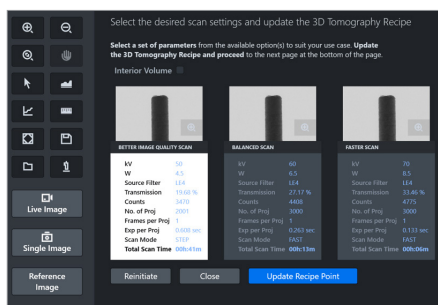 Select the desired scan settings and update the 3D Tomography Recipe
Select a set of parameters from the available option(s) to suit your use case. Update
the 3D Tomography Recipe and proceed to the next page at the bottom of the page.
Interior Volume
BETTER IMAGE QUALITY SCAN
kV 50
W 4.5
Source Filter LE4
Transmission 19.68 %
Counts 3470
No. of Proj 2001
Frames per Proj 1
Exp per Proj 0.600 sec
Scan Mode STEP
Total Scan Time 00h:41m
BALANCED SCAN
kV 60
W 6.5
Source Filter LE4
Transmission 27.17 %
Counts 4400
No. of Proj 3000
Frames per Proj 1
Exp per Proj 0.263 sec
Scan Mode FAST
Total Scan Time 00h:13m
FASTER SCAN
kV 70
W 8.5
Source Filter LE4
Transmission 33.46 %
Counts 4775
No. of Proj 3000
Frames per Proj 1
Exp per Proj 0.133 sec
Scan Mode FAST
Total Scan Time 00h:06m
Live Image
Single Image
Reference
Image
Reinitiate
Close
Update Recipe Point